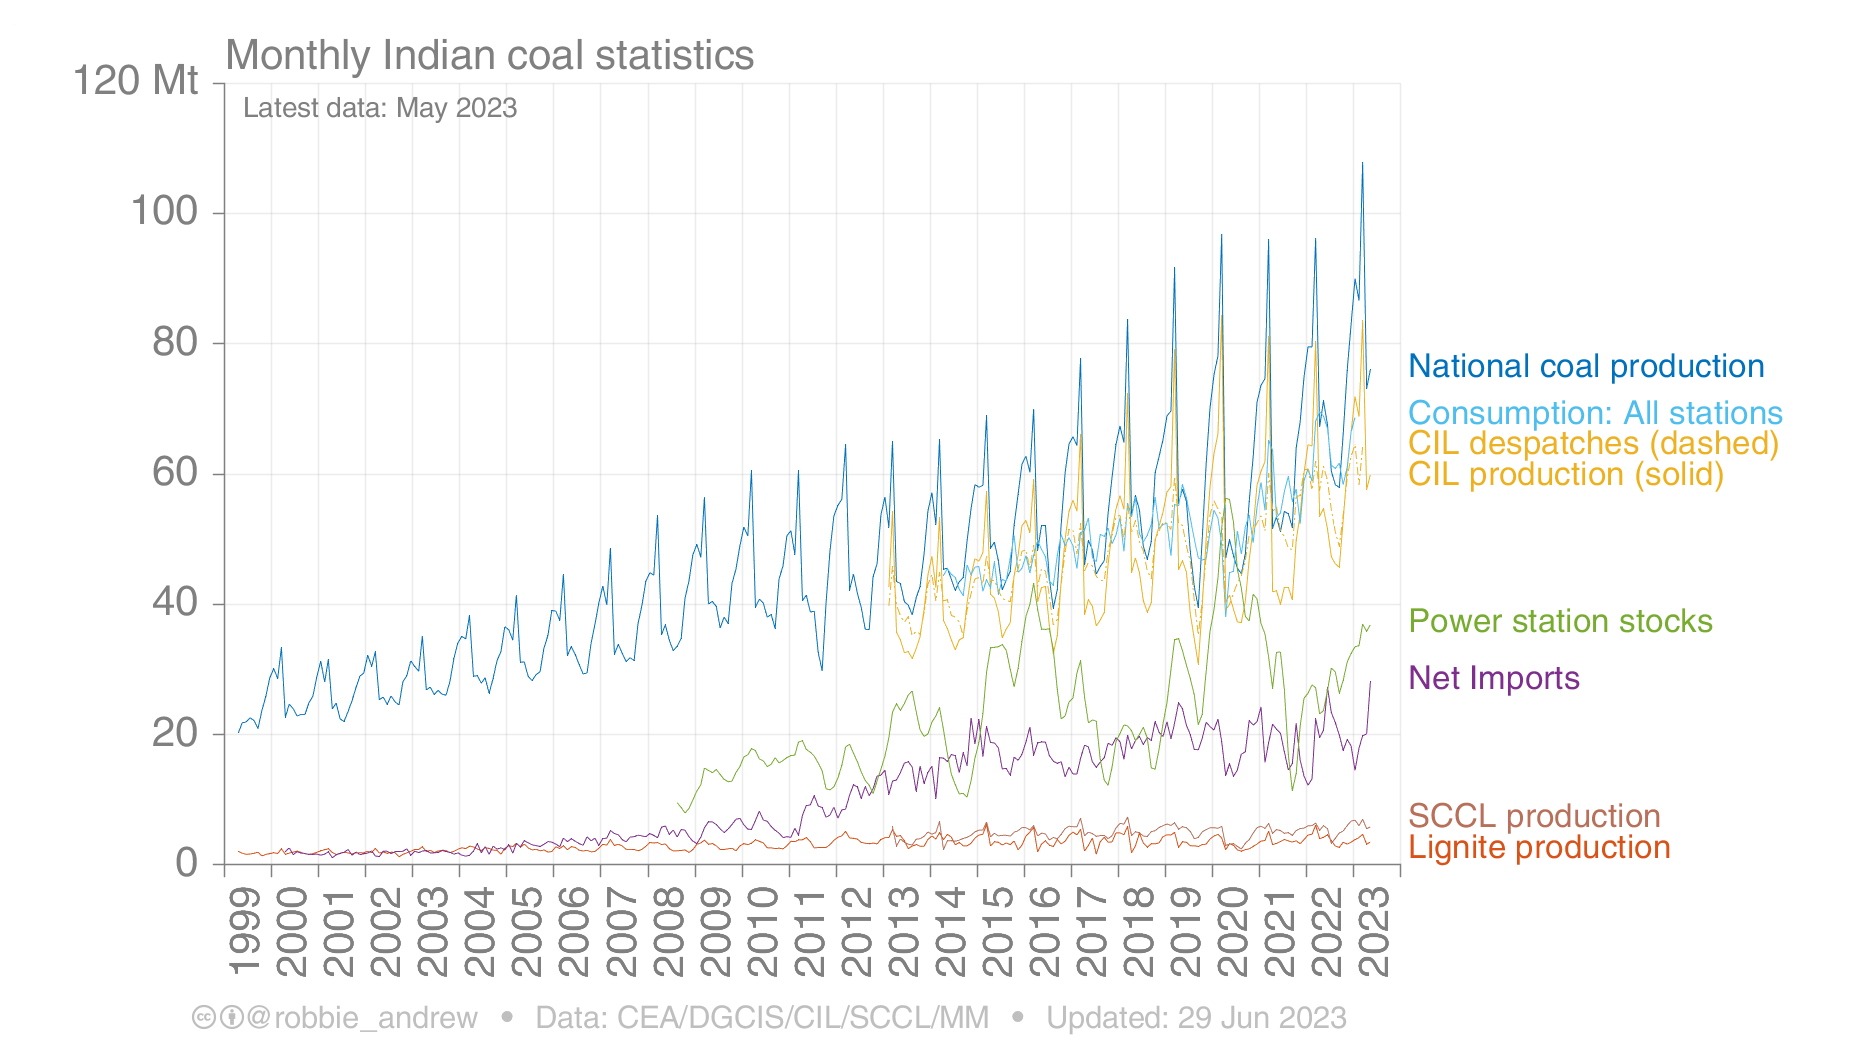 Monthly Indian coal statistics
120 Mt
Latest data: May 2023
100
80
60
40
20
0
National coal production
Consumption: All stations
CIL despatches (dashed)
CIL production (solid)
Power station stocks
Net Imports
SCCL production
Lignite production
1999 2000 2001 2002 2003 2004 2005 2006 2007 2008 2009 2010 2011 2012 2013 2014 2015 2016 2017 2018 2019 2020 2021 2022 2023
cc @robbie_andrew • Data: CEA/DGCIS/CIL/SCCL/MM • Updated: 29 Jun 2023